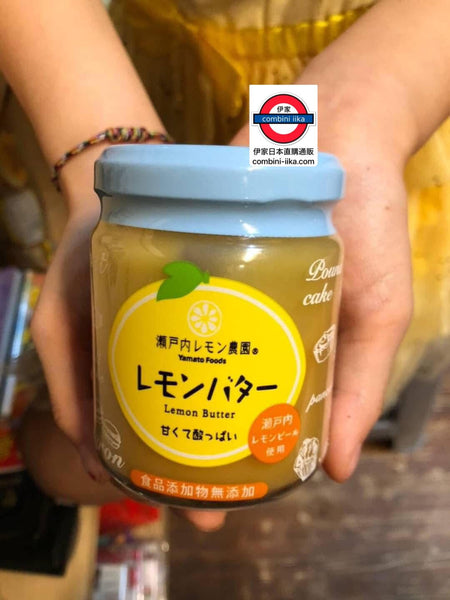 伊家
combini iika
伊家日本直購通販
combini-iika.com
Pound
cake
瀬戸内レモン農園®
Yamato Foods
レモンバター
Lemon Butter
甘くて酸っぱい
瀬戸内
レモンピール
使用
食品添加物無添加